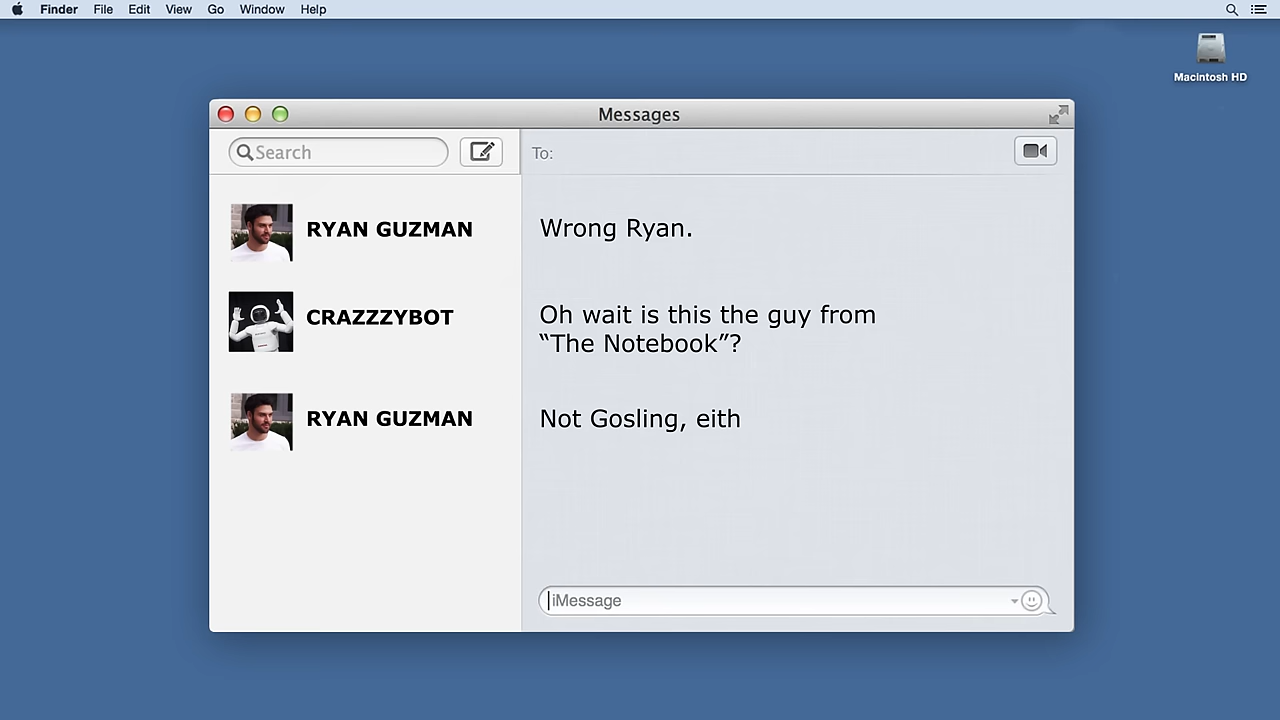 Finder File Edit View Go Window Help
Macintosh HD
Messages
Search
To:
RYAN GUZMAN
Wrong Ryan.
CRAZZZYBOT
Oh wait is this the guy from
“The Notebook”?
RYAN GUZMAN
Not Gosling, eith
iMessage